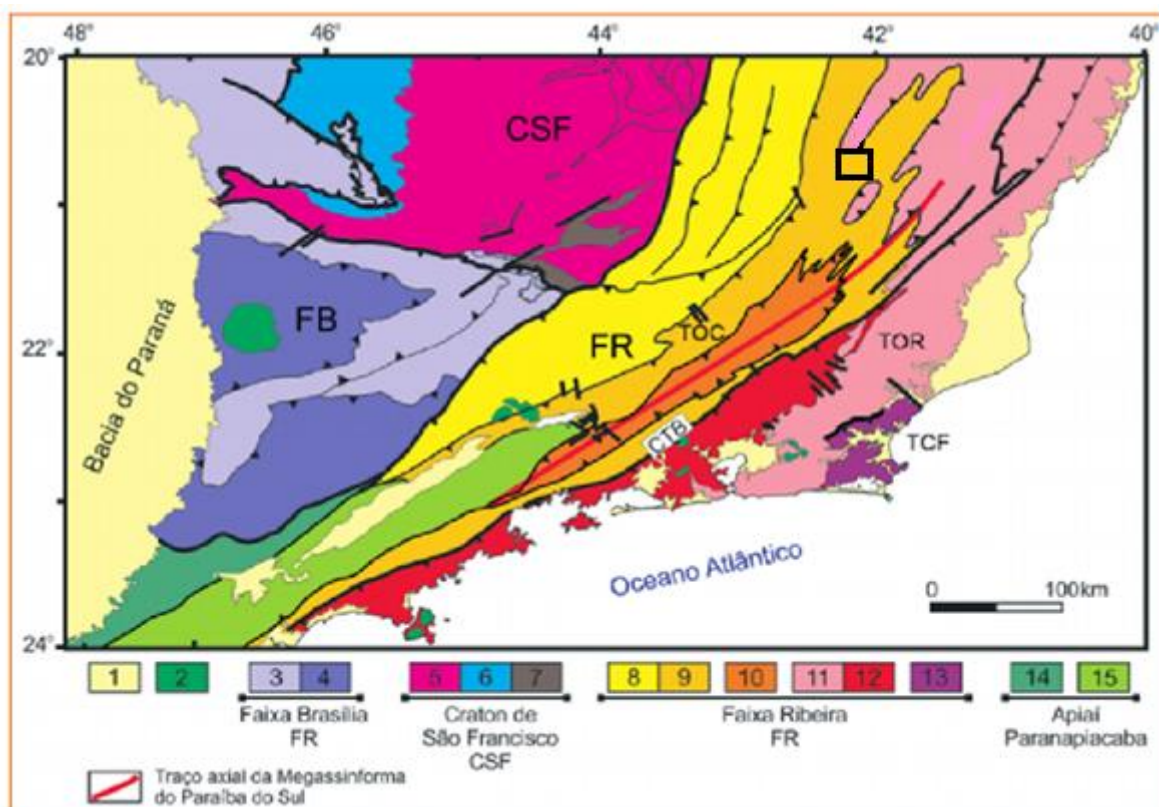 48° 46° 44° 42° 40°
20°
CSF
FB
FR
TOC
22°
TOR
CTB
TCF
Bacia do Paraná
Oceano Atlântico
0 100km
24°
1 2 3 4 5 6 7 8 9 10 11 12 13 14 15
Faixa Brasília
FR
Craton de
São Francisco
CSF
Faixa Ribeira
FR
Apiaí
Paranapiacaba
Traço axial da Megassinforma
do Paraíba do Sul